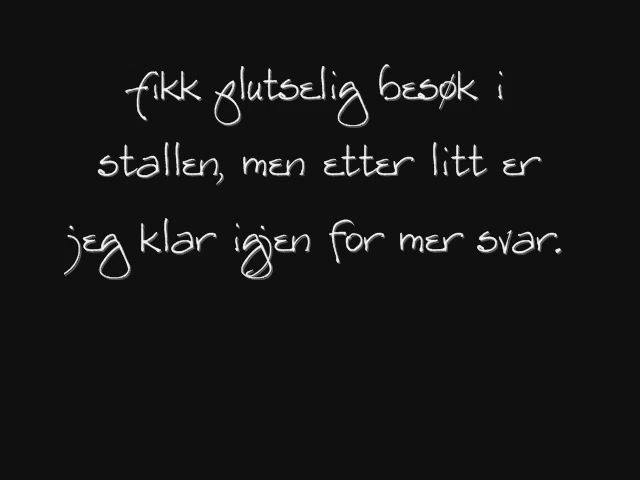 fikk plutselig besøk i
stallen, men etter litt er
jeg klar igjen for mer svar.